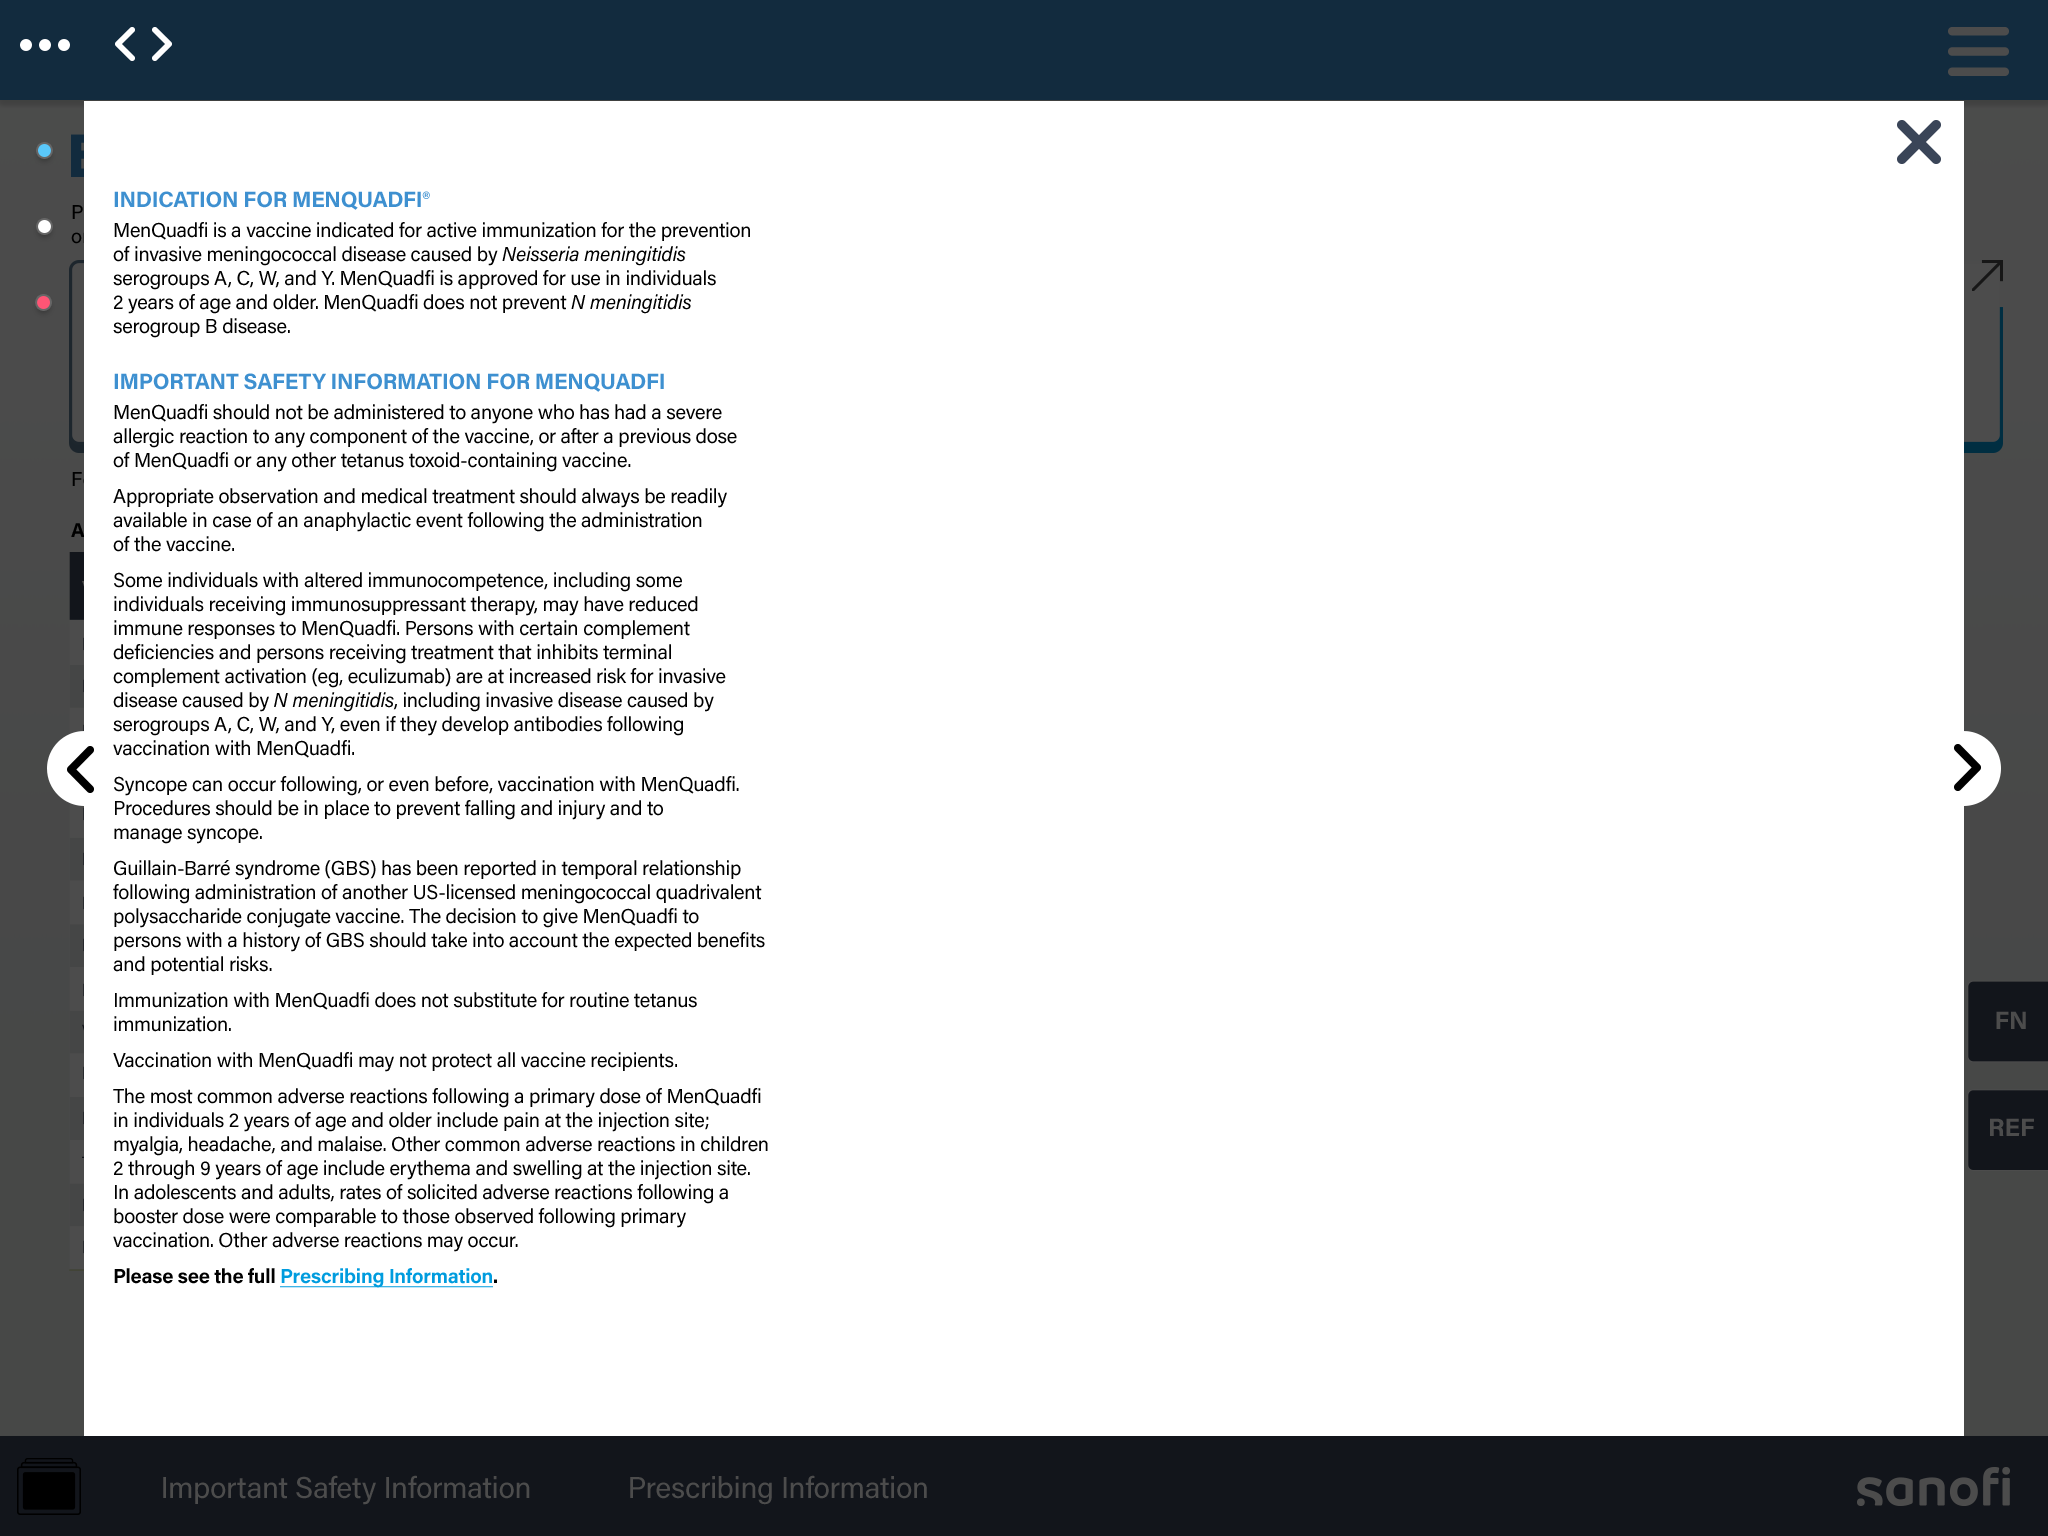 INDICATION FOR MENQUADFI®
MenQuadfi is a vaccine indicated for active immunization for the prevention
of invasive meningococcal disease caused by Neisseria meningitidis
serogroups A, C, W, and Y. MenQuadfi is approved for use in individuals
2 years of age and older. MenQuadfi does not prevent N meningitidis
serogroup B disease.
IMPORTANT SAFETY INFORMATION FOR MENQUADFI
MenQuadfi should not be administered to anyone who has had a severe
allergic reaction to any component of the vaccine, or after a previous dose
of MenQuadfi or any other tetanus toxoid-containing vaccine.
Appropriate observation and medical treatment should always be readily
available in case of an anaphylactic event following the administration
of the vaccine.
Some individuals with altered immunocompetence, including some
individuals receiving immunosuppressant therapy, may have reduced
immune responses to MenQuadfi. Persons with certain complement
deficiencies and persons receiving treatment that inhibits terminal
complement activation (eg, eculizumab) are at increased risk for invasive
disease caused by N meningitidis, including invasive disease caused by
serogroups A, C, W, and Y, even if they develop antibodies following
vaccination with MenQuadfi.
Syncope can occur following, or even before, vaccination with MenQuadfi.
Procedures should be in place to prevent falling and injury and to
manage syncope.
Guillain-Barré syndrome (GBS) has been reported in temporal relationship
following administration of another US-licensed meningococcal quadrivalent
polysaccharide conjugate vaccine. The decision to give MenQuadfi to
persons with a history of GBS should take into account the expected benefits
and potential risks.
Immunization with MenQuadfi does not substitute for routine tetanus
immunization.
Vaccination with MenQuadfi may not protect all vaccine recipients.
The most common adverse reactions following a primary dose of MenQuadfi
in individuals 2 years of age and older include pain at the injection site;
myalgia, headache, and malaise. Other common adverse reactions in children
2 through 9 years of age include erythema and swelling at the injection site.
In adolescents and adults, rates of solicited adverse reactions following a
booster dose were comparable to those observed following primary
vaccination. Other adverse reactions may occur.
Please see the full Prescribing Information.
FN
REF
Important Safety Information
Prescribing Information
sanofi